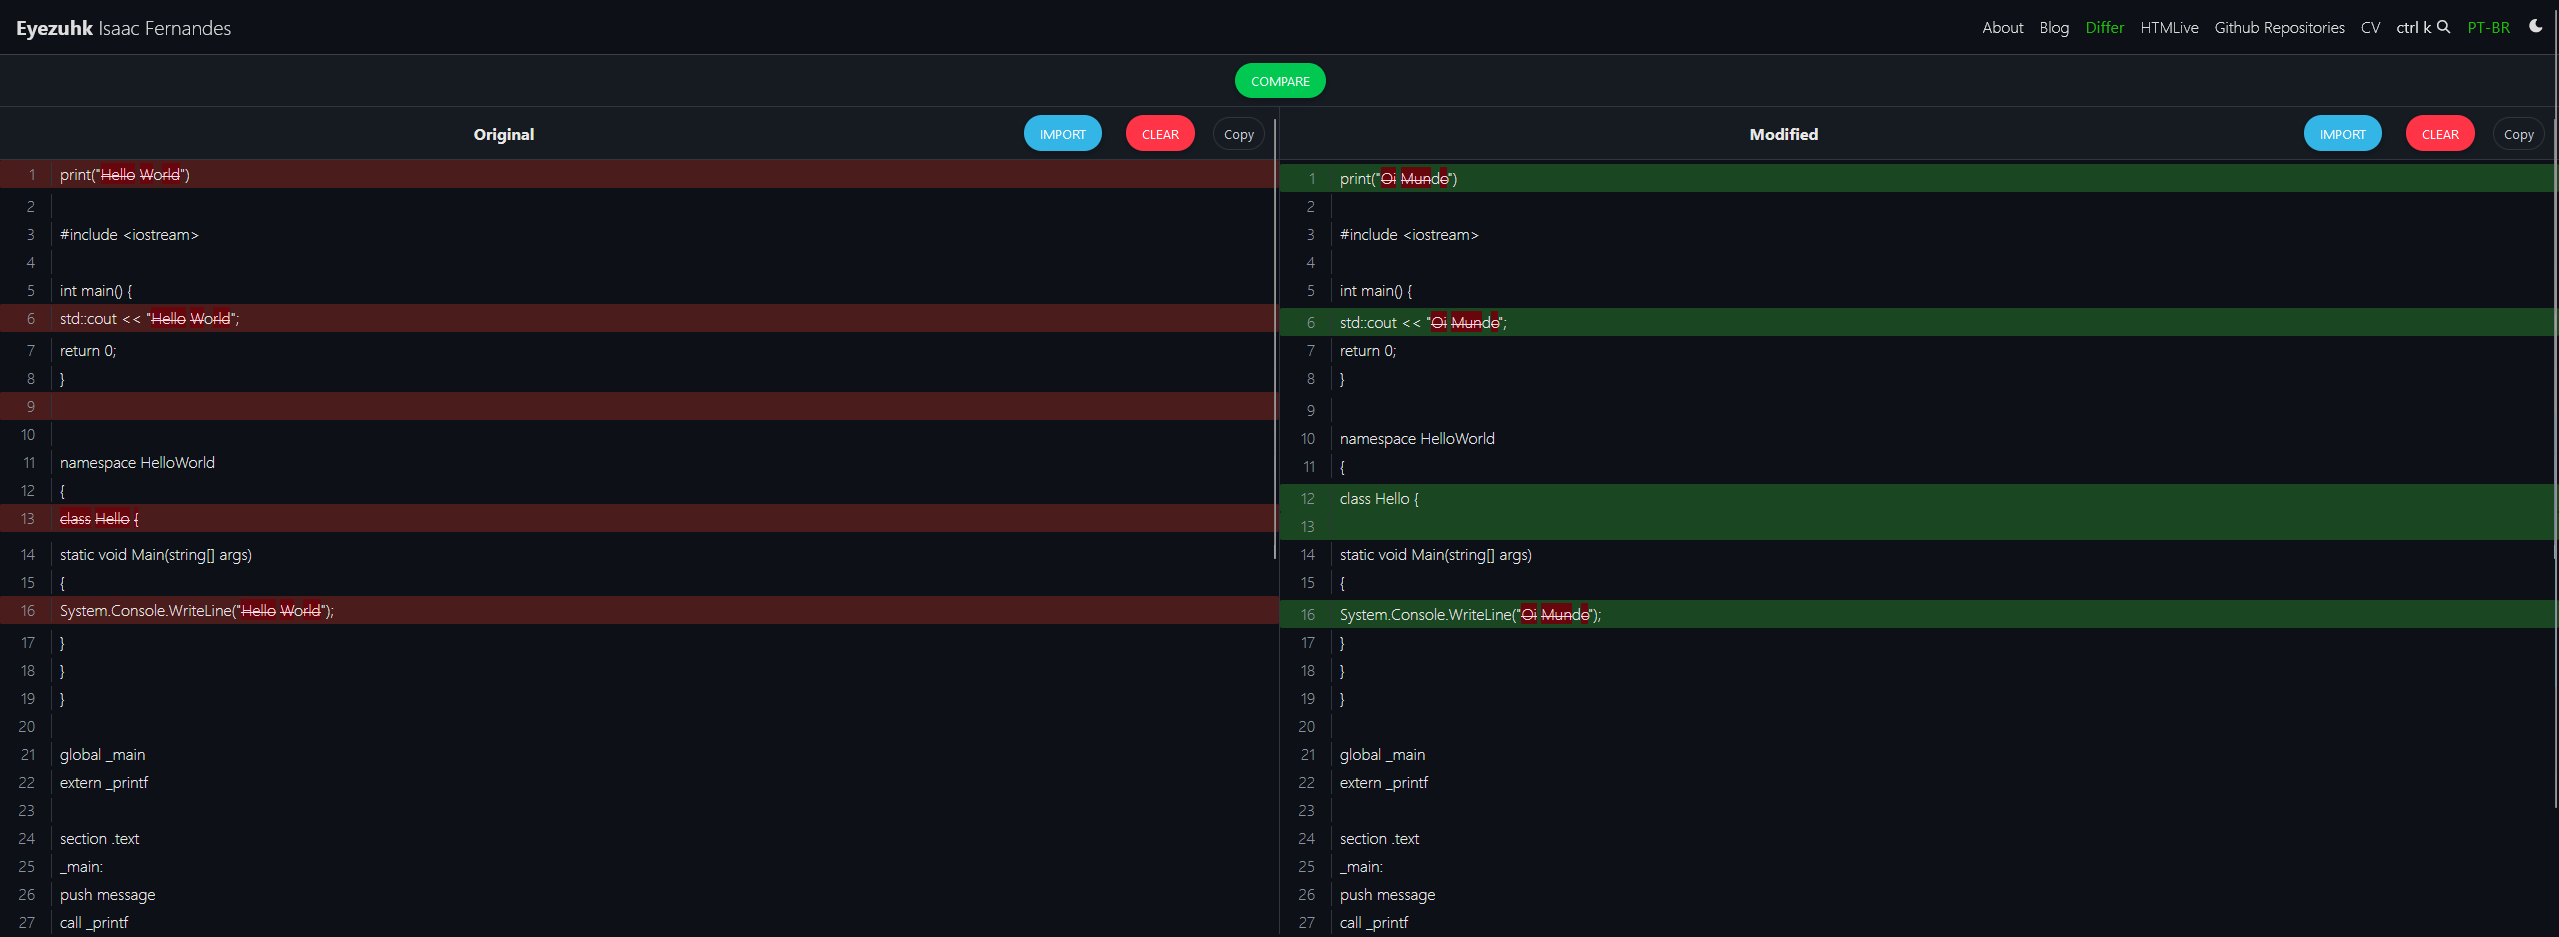 Eyezuhk Isaac Fernandes
About Blog Differ HTMLive Github Repositories CV ctrl k PT-BR
COMPARE
Original IMPORT CLEAR Copy
1 print("Hello World")
2
3 #include <iostream>
4
5 int main() {
6 std::cout << "Hello World";
7 return 0;
8 }
9
10
11 namespace HelloWorld
12 {
13 class Hello {
14 static void Main(string[] args)
15 {
16 System.Console.WriteLine("Hello World");
17 }
18 }
19 }
20
21 global _main
22 extern _printf
23
24 section .text
25 _main:
26 push message
27 call _printf
Modified IMPORT CLEAR Copy
1 print("Oi Mundo")
2
3 #include <iostream>
4
5 int main() {
6 std::cout << "Oi Mundo";
7 return 0;
8 }
9
10 namespace HelloWorld
11 {
12 class Hello {
13
14 static void Main(string[] args)
15 {
16 System.Console.WriteLine("Oi Mundo");
17 }
18 }
19 }
20
21 global _main
22 extern _printf
23
24 section .text
25 _main:
26 push message
27 call _printf